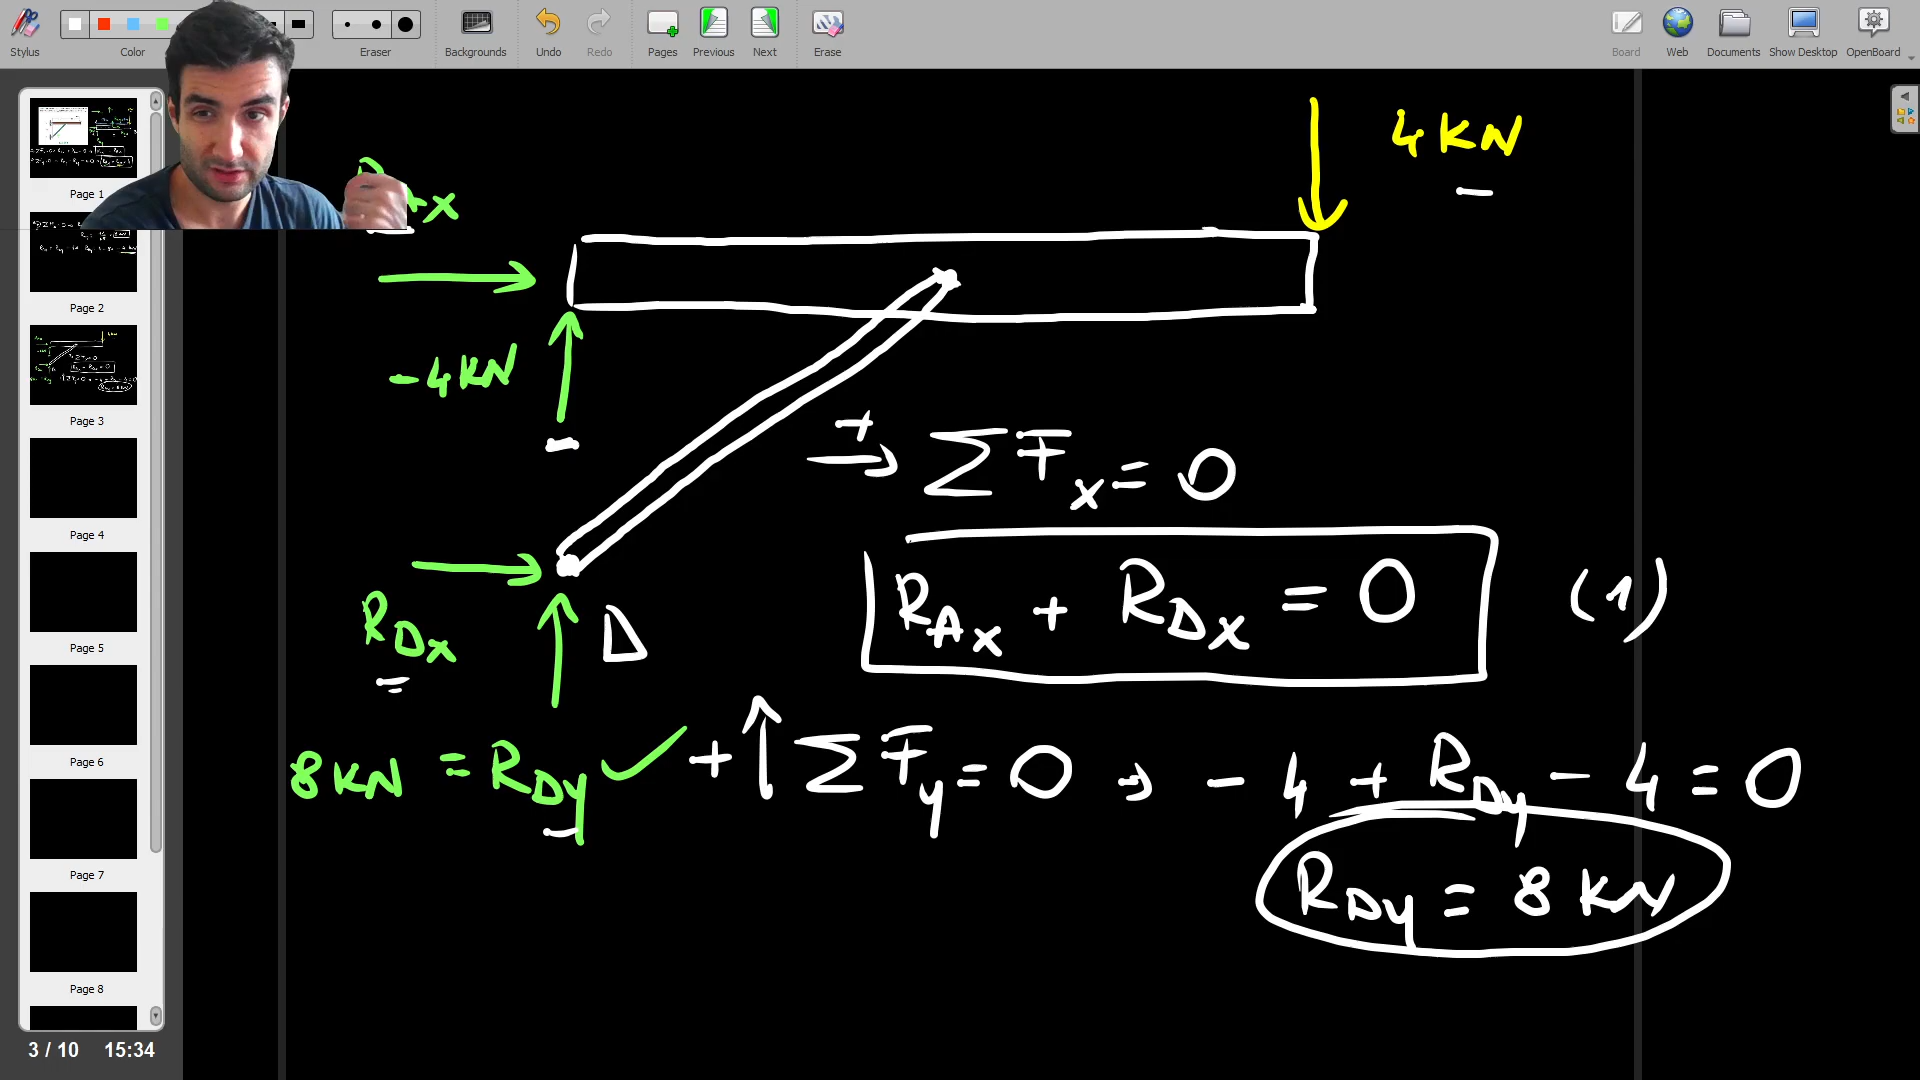 Stylus
Color
Eraser
Backgrounds
Undo
Redo
Pages
Previous
Next
Erase
Board
Web
Documents
Show Desktop
OpenBoard
Page 1
Page 2
Page 3
Page 4
Page 5
Page 6
Page 7
Page 8
3 / 10
15:34
4 KN
-4 KN
+ → ΣFx = 0
RAx + RDx = 0 (1)
RDx
D
8 KN = RDy ✓
+ ↑ ΣFy = 0 → - 4 + RDy - 4 = 0
RDy = 8 KN